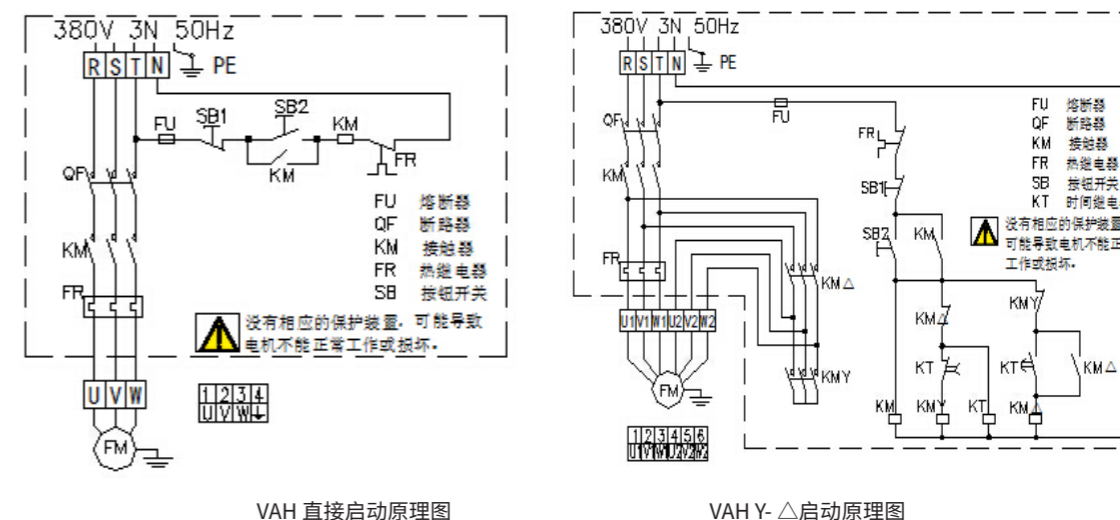 380V 3N 50Hz
R S T N PE
FU SB1 SB2 KM
KM FR
QF
KM
FR
FU 熔断器
QF 断路器
KM 接触器
FR 热继电器
SB 按钮开关
没有相应的保护装置,可能导致
电机不能正常工作或损坏.
U V W
1 2 3 4
U V W
FM
VAH 直接启动原理图
380V 3N 50Hz
R S T N PE
FU
QF
KM
FR
FR
SB1
SB2 KM
FU 熔断器
QF 断路器
KM 接触器
FR 热继电器
SB 按钮开关
KT 时间继电
没有相应的保护装置
可能导致电机不能正
工作或损坏.
KM△
KMY
KM△
KMY
KT KT KM△
KM KMY KT KM△
U1 V1 W1 U2 V2 W2
FM
1 2 3 4 5 6
U1 V1 W1 U2 V2 W2
VAH Y- △启动原理图